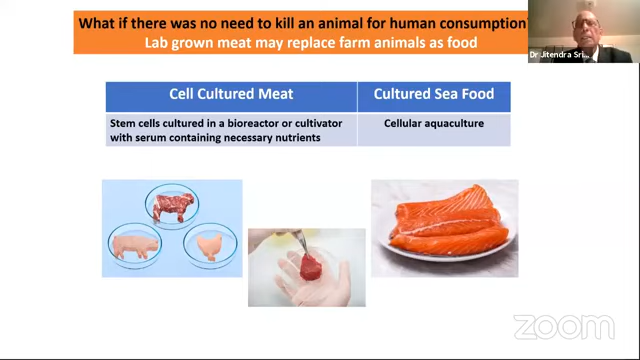 What if there was no need to kill an animal for human consumption?
Lab grown meat may replace farm animals as food
Dr Jitendra Sri...
Cell Cultured Meat
Cultured Sea Food
Stem cells cultured in a bioreactor or cultivator
with serum containing necessary nutrients
Cellular aquaculture
zoom